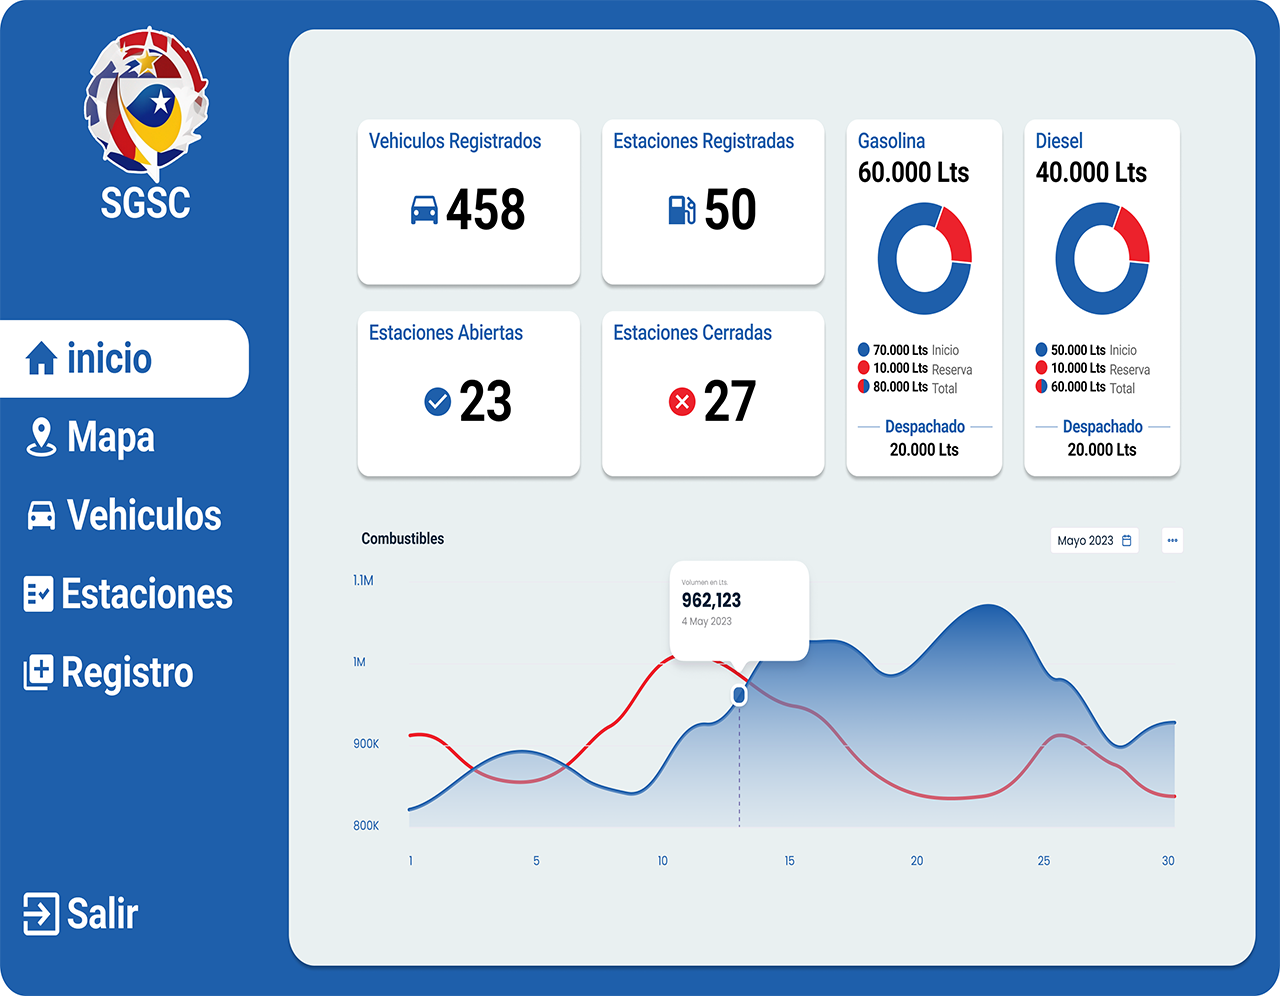 SGSC
inicio
Mapa
Vehiculos
Estaciones
Registro
Salir
Vehiculos Registrados
458
Estaciones Registradas
50
Estaciones Abiertas
23
Estaciones Cerradas
27
Gasolina
60.000 Lts
70.000 Lts Inicio
10.000 Lts Reserva
80.000 Lts Total
Despachado
20.000 Lts
Diesel
40.000 Lts
50.000 Lts Inicio
10.000 Lts Reserva
60.000 Lts Total
Despachado
20.000 Lts
Combustibles
Mayo 2023
1.1M
1M
900K
800K
Volumen en Lts.
962,123
4 May 2023
1 5 10 15 20 25 30